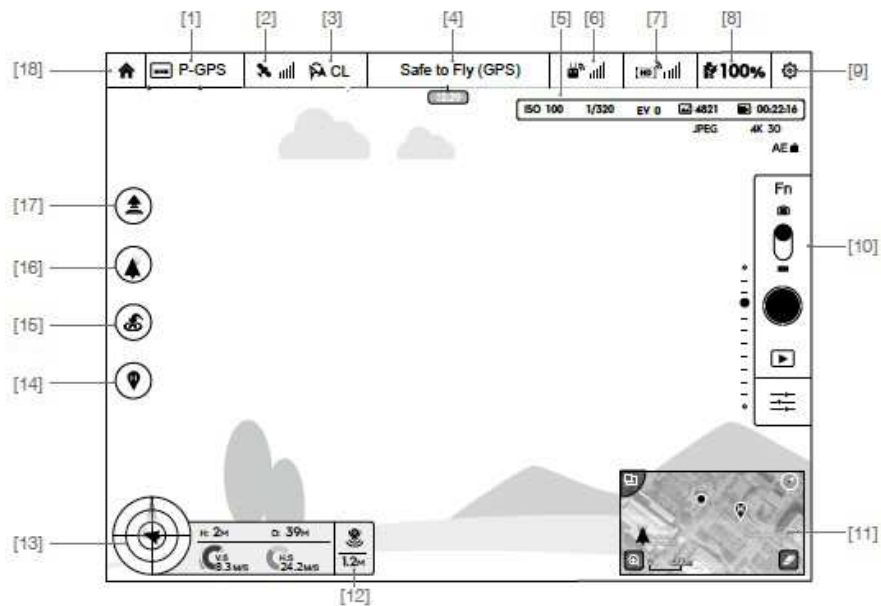 [1] [2] [3] [4] [5] [6] [7] [8]
[18] P-GPS CL Safe to Fly (GPS) HD 100% [9]
ISO 100 1/320 EV 0 4821 00:22:16
JPEG 4K 30
AE
[17] Fn
[16] [10]
[15]
[14]
[13] H: 2M D: 39M [11]
V.S 8.3 M/S H.S 24.2M/S 1.2M
[12]